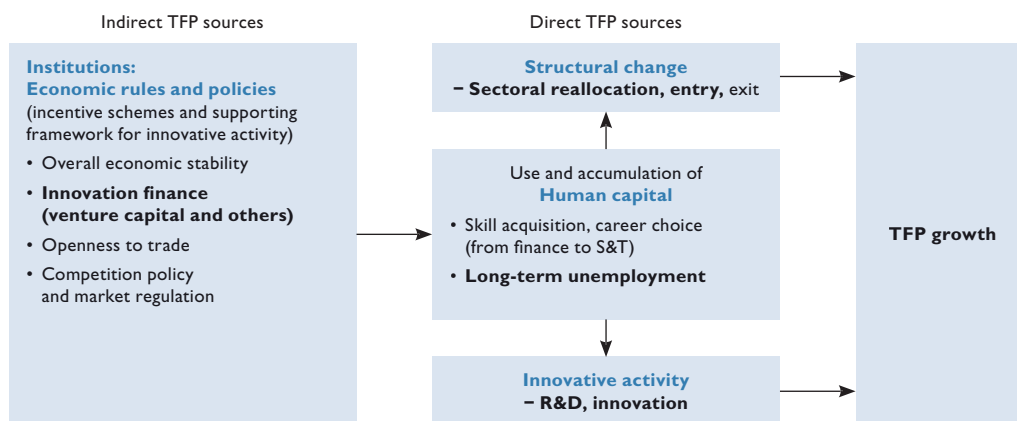 Indirect TFP sources
Direct TFP sources
Institutions:
Economic rules and policies
(incentive schemes and supporting
framework for innovative activity)
• Overall economic stability
• Innovation finance
(venture capital and others)
• Openness to trade
• Competition policy
and market regulation
Structural change
– Sectoral reallocation, entry, exit
Use and accumulation of
Human capital
• Skill acquisition, career choice
(from finance to S&T)
• Long-term unemployment
Innovative activity
– R&D, innovation
TFP growth